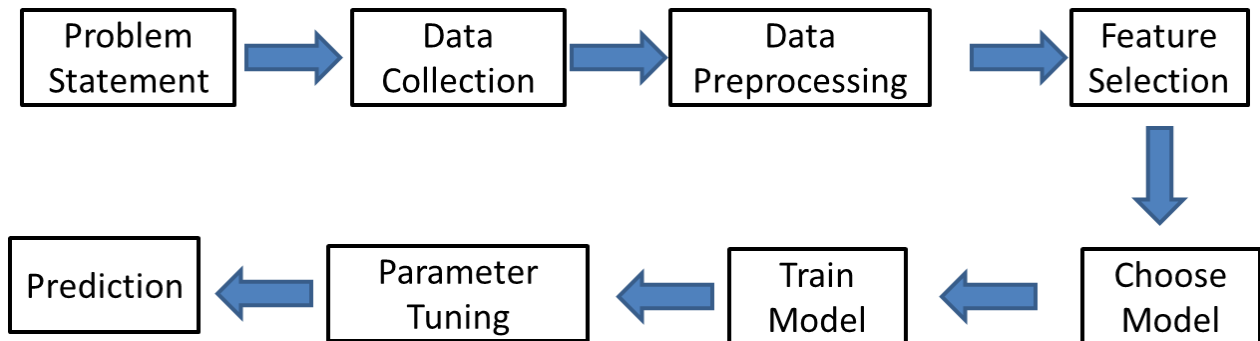 Problem
Statement
Data
Collection
Data
Preprocessing
Feature
Selection
Choose
Model
Train
Model
Parameter
Tuning
Prediction